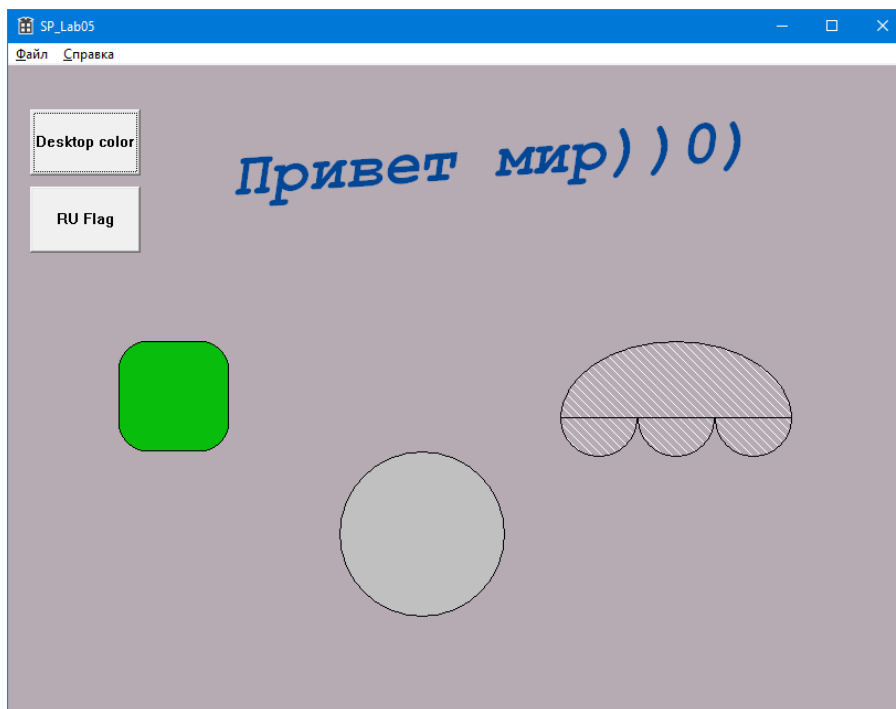 SP_Lab05
Файл Справка
Desktop color
Привет мир))0)
RU Flag